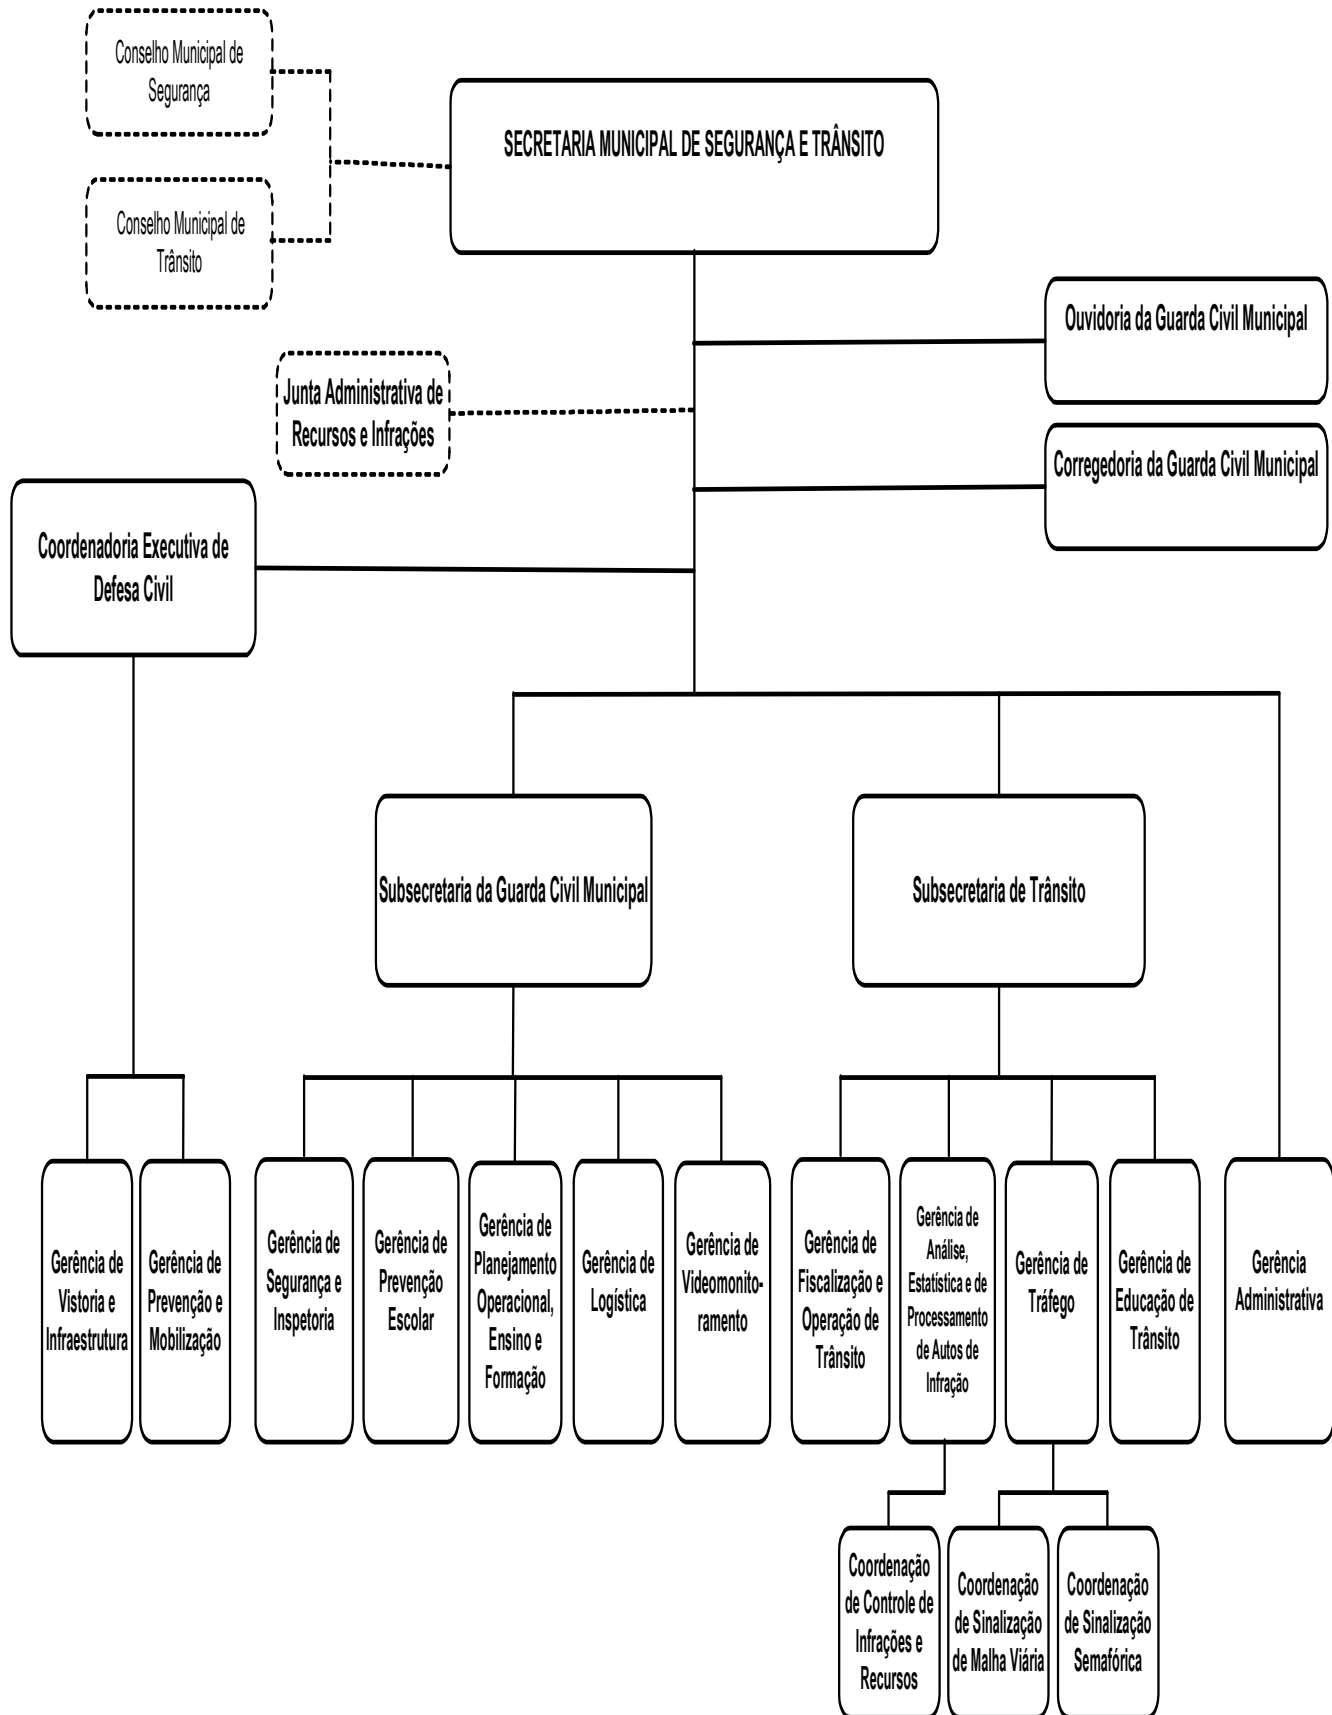 Conselho Municipal de
Segurança
SECRETARIA MUNICIPAL DE SEGURANÇA E TRÂNSITO
Conselho Municipal de
Trânsito
Ouvidoria da Guarda Civil Municipal
Junta Administrativa de
Recursos e Infrações
Corregedoria da Guarda Civil Municipal
Coordenadoria Executiva de
Defesa Civil
Subsecretaria da Guarda Civil Municipal
Subsecretaria de Trânsito
Gerência de
Vistoria e
Infraestrutura
Gerência de
Prevenção e
Mobilização
Gerência de
Segurança e
Inspetoria
Gerência de
Prevenção
Escolar
Gerência de
Planejamento
Operacional,
Ensino e
Formação
Gerência de
Logística
Gerência de
Videomonito-
ramento
Gerência de
Fiscalização e
Operação de
Trânsito
Gerência de
Análise,
Estatística e de
Processamento
de Autos de
Infração
Gerência de
Tráfego
Gerência de
Educação de
Trânsito
Gerência
Administrativa
Coordenação
de Controle de
Infrações e
Recursos
Coordenação
de Sinalização
de Malha Viária
Coordenação
de Sinalização
Semafórica